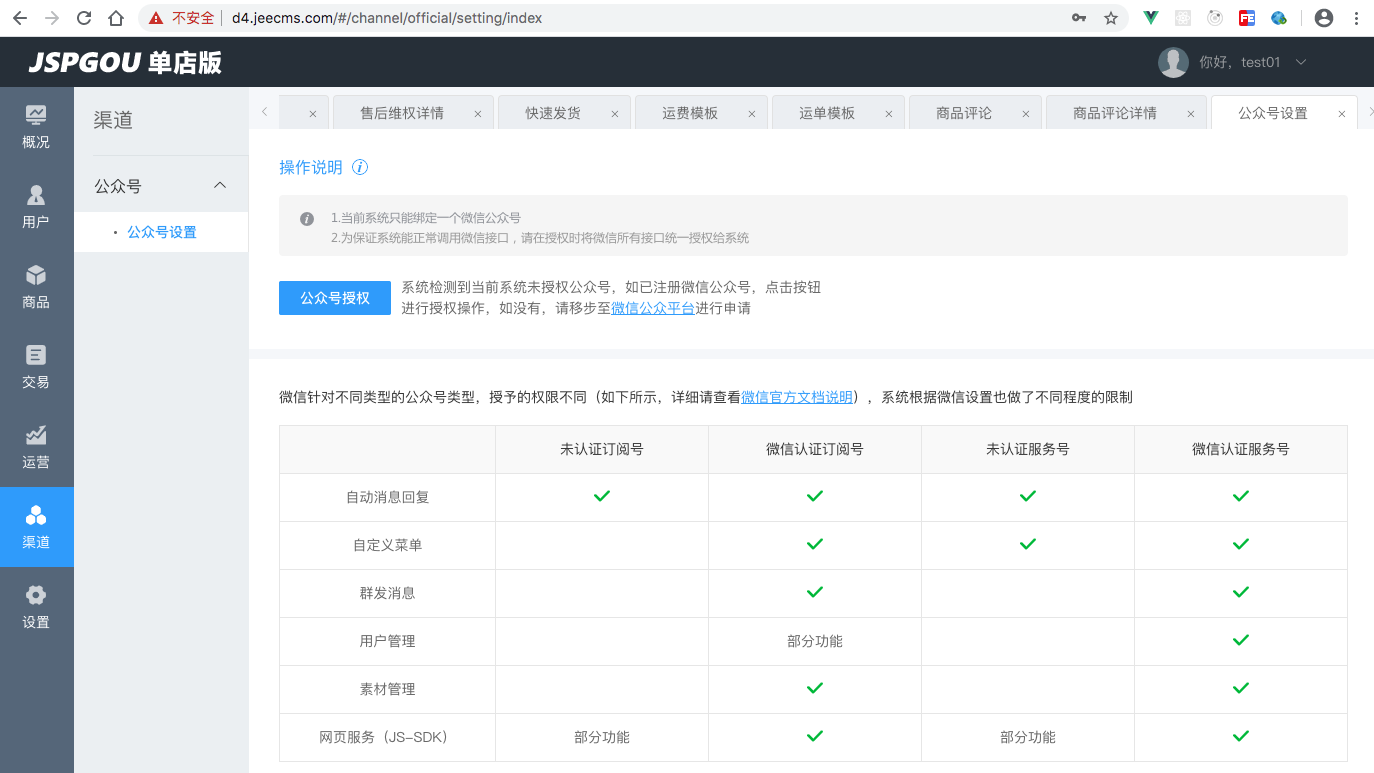 不安全 d4.jeecms.com/#/channel/official/setting/index
JSPGOU 单店版
你好，test01
概况
用户
商品
交易
运营
渠道
设置
渠道
公众号
公众号设置
售后维权详情 快速发货 运费模板 运单模板 商品评论 商品评论详情 公众号设置
操作说明
1.当前系统只能绑定一个微信公众号
2.为保证系统能正常调用微信接口，请在授权时将微信所有接口统一授权给系统
公众号授权
系统检测到当前系统未授权公众号，如已注册微信公众号，点击按钮
进行授权操作，如没有，请移步至微信公众平台进行申请
微信针对不同类型的公众号类型，授予的权限不同（如下所示，详细请查看微信官方文档说明），系统根据微信设置也做了不同程度的限制
未认证订阅号 微信认证订阅号 未认证服务号 微信认证服务号
自动消息回复
自定义菜单
群发消息
用户管理 部分功能
素材管理
网页服务（JS-SDK） 部分功能 部分功能